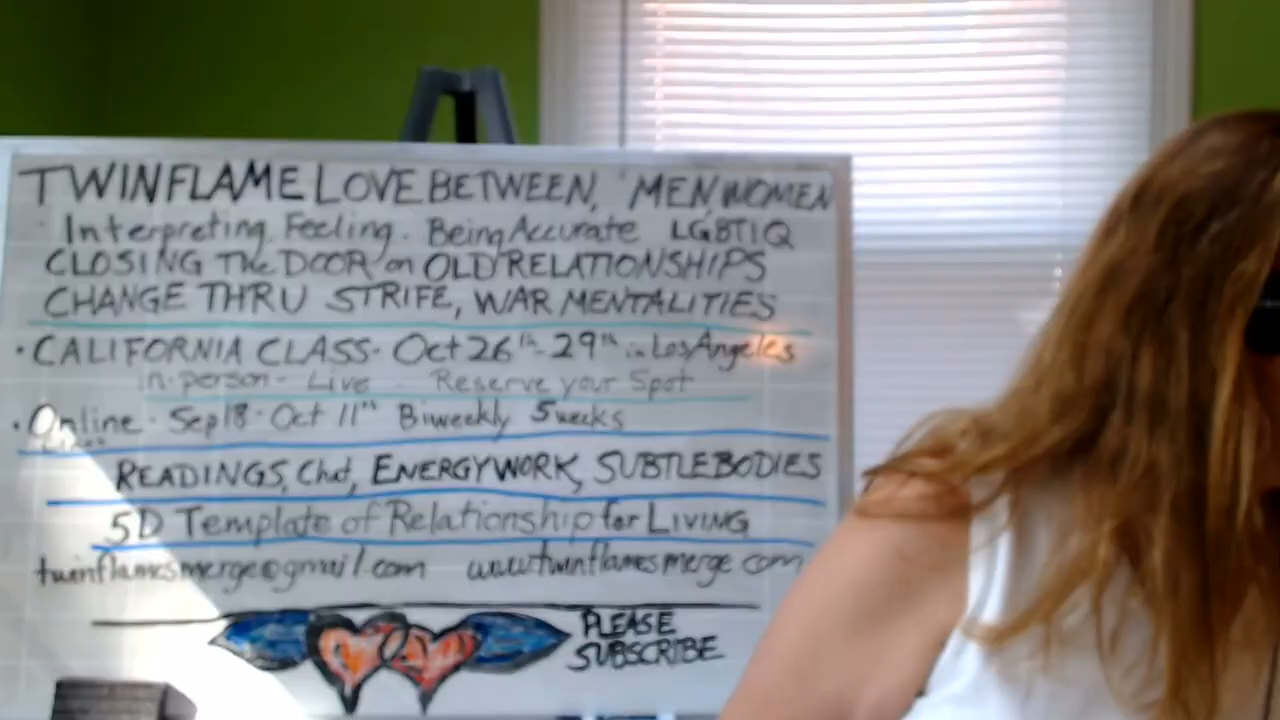 TWINFLAME LOVE BETWEEN, MEN, WOMEN
Interpreting Feeling. Being Accurate LGBTIQ
CLOSING The DOOR on OLD RELATIONSHIPS
CHANGE THRU STRIFE, WAR MENTALITIES
• CALIFORNIA CLASS • Oct 26th - 29th in Los Angeles
In-person - Live - Reserve your Spot
• Online - Sep 18 - Oct 11th Biweekly 5 weeks
READINGS, Chat, ENERGYWORK, SUBTLEBODIES
5D Template of Relationship for LIVING
twinflamesmerge@gmail.com www.twinflamesmerge.com
PLEASE
SUBSCRIBE